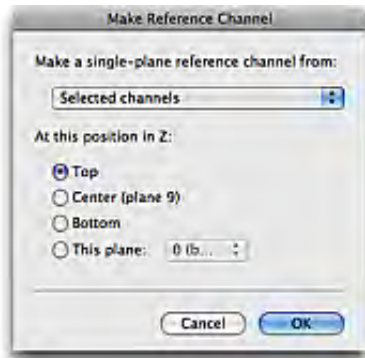 Make Reference Channel
Make a single-plane reference channel from:
Selected channels
At this position in Z:
Top
Center (plane 9)
Bottom
This plane: 0 (b...
Cancel OK